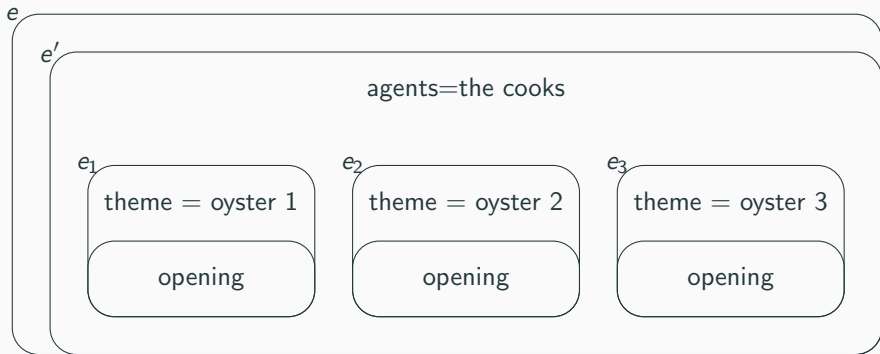 e
e′
agents=the cooks
e₁ e₂ e₃
theme = oyster 1 theme = oyster 2 theme = oyster 3
opening opening opening